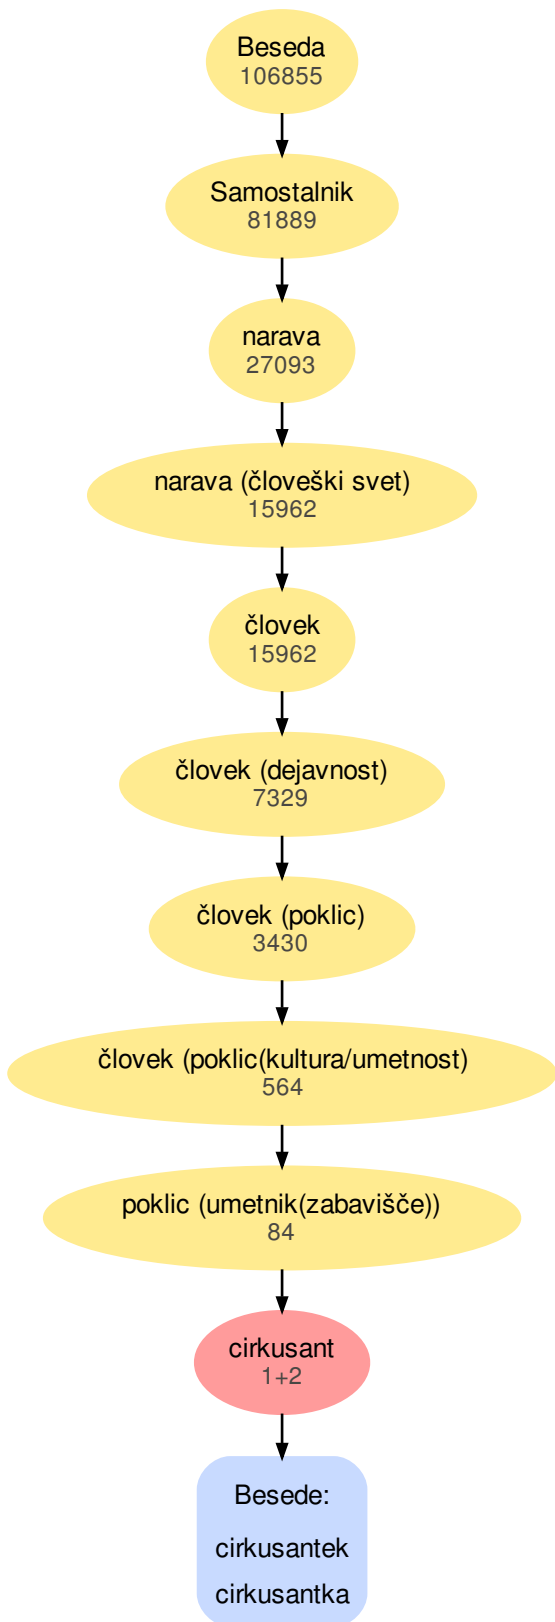 Beseda
106855
Samostalnik
81889
narava
27093
narava (človeški svet)
15962
človek
15962
človek (dejavnost)
7329
človek (poklic)
3430
človek (poklic(kultura/umetnost)
564
poklic (umetnik(zabavišče))
84
cirkusant
1+2
Besede:
cirkusantek
cirkusantka